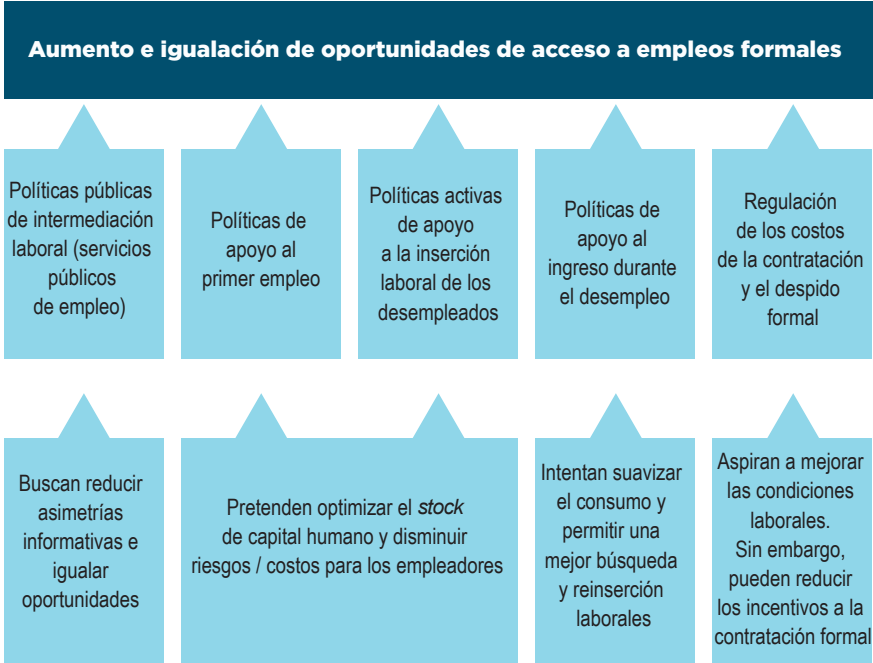 Aumento e igualación de oportunidades de acceso a empleos formales
Políticas públicas
de intermediación
laboral (servicios
públicos
de empleo)
Políticas de
apoyo al
primer empleo
Políticas activas
de apoyo
a la inserción
laboral de los
desempleados
Políticas de
apoyo al
ingreso durante
el desempleo
Regulación
de los costos
de la contratación
y el despido
formal
Buscan reducir
asimetrías
informativas e
igualar
oportunidades
Pretenden optimizar el stock
de capital humano y disminuir
riesgos / costos para los empleadores
Intentan suavizar
el consumo y
permitir una
mejor búsqueda
y reinserción
laborales
Aspiran a mejorar
las condiciones
laborales.
Sin embargo,
pueden reducir
los incentivos a la
contratación formal